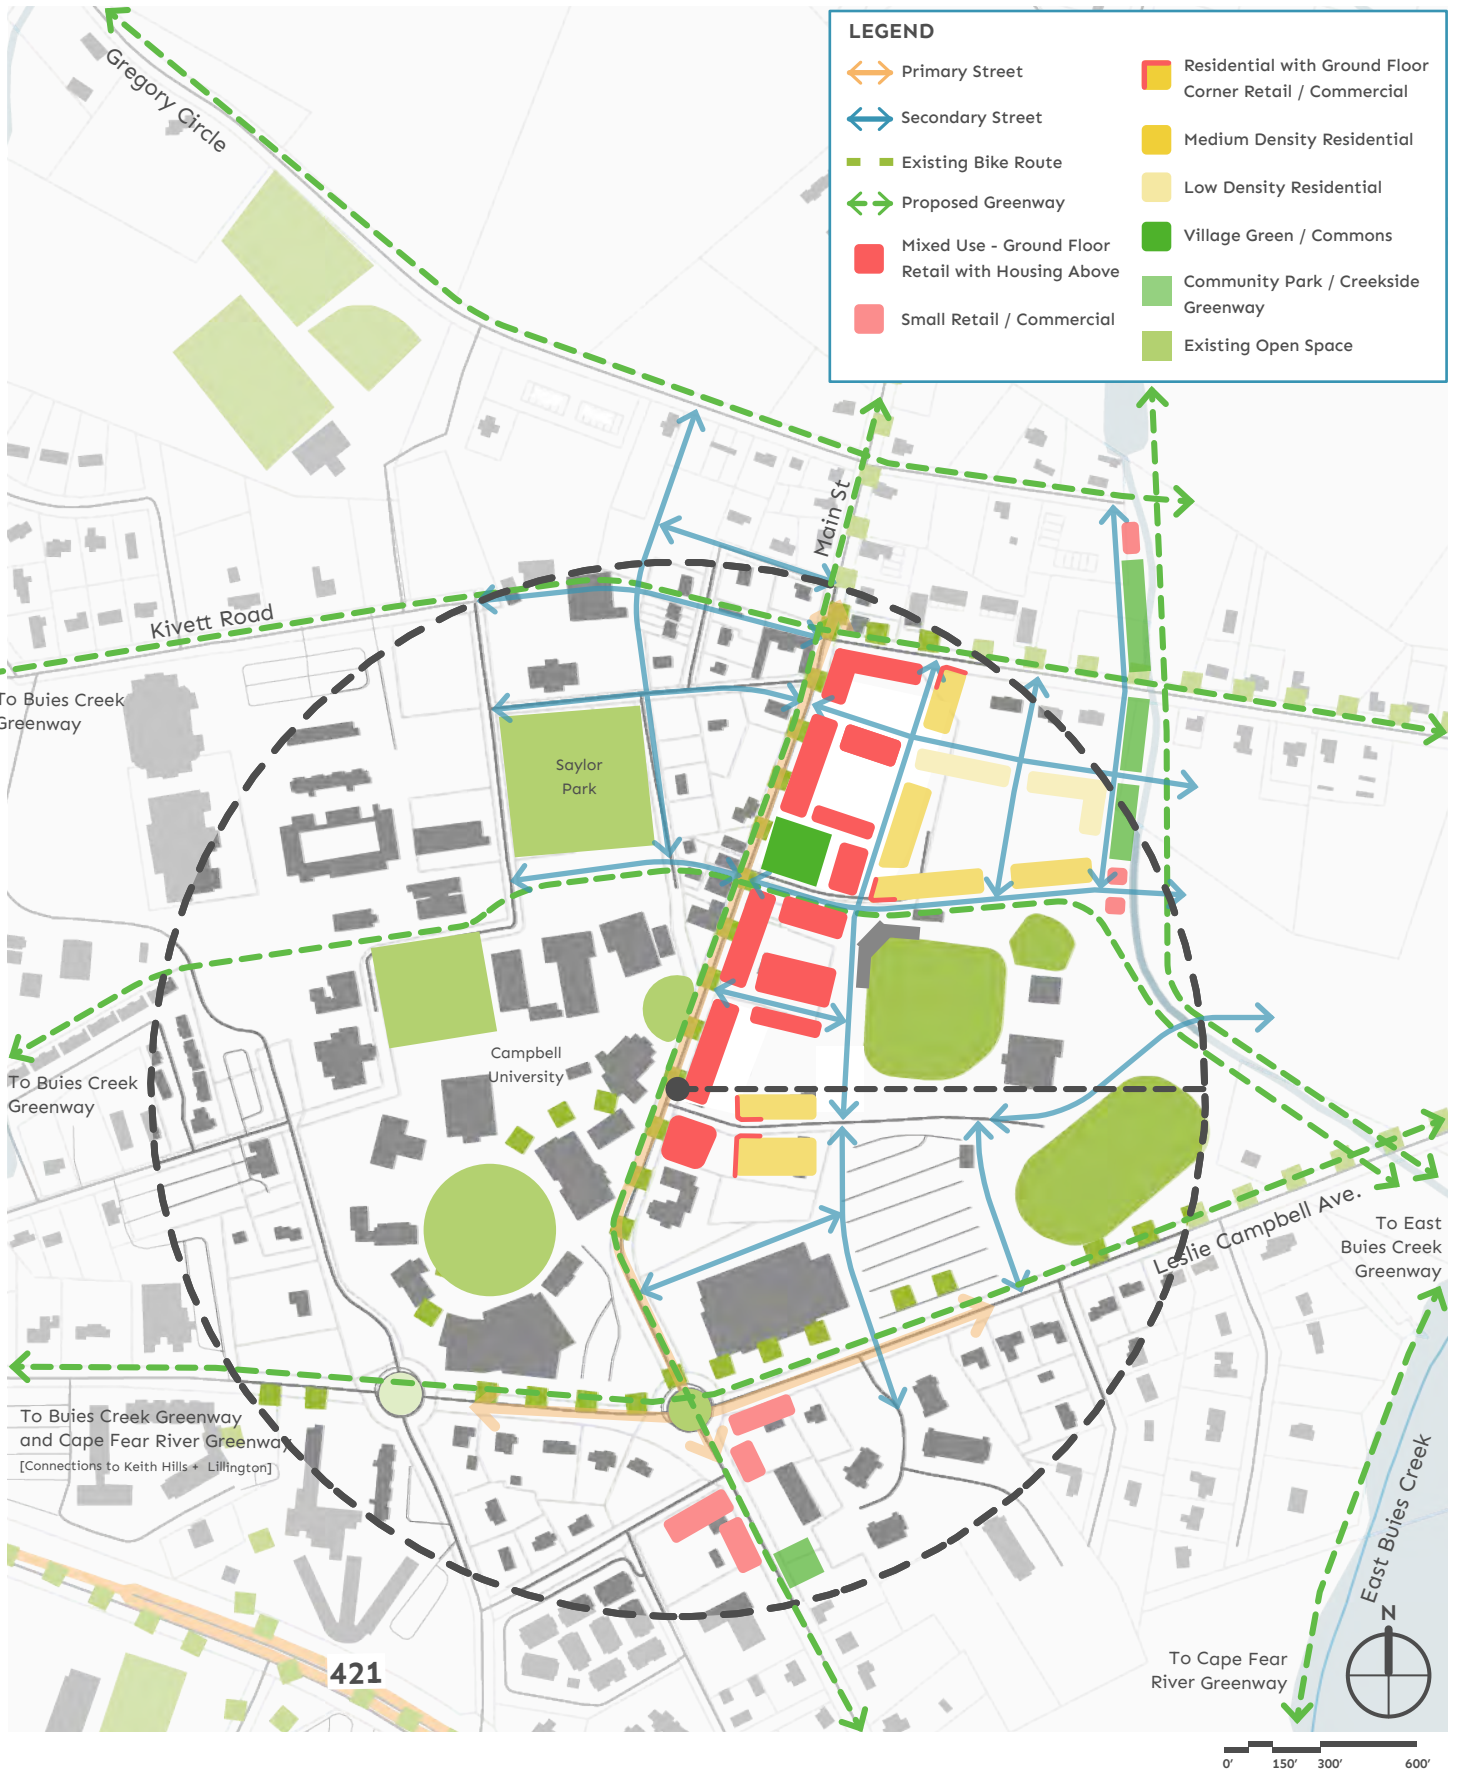 LEGEND
Primary Street
Secondary Street
Existing Bike Route
Proposed Greenway
Mixed Use - Ground Floor
Retail with Housing Above
Small Retail / Commercial
Residential with Ground Floor
Corner Retail / Commercial
Medium Density Residential
Low Density Residential
Village Green / Commons
Community Park / Creekside
Greenway
Existing Open Space
Gregory Circle
Main St
Kivett Road
To Buies Creek
Greenway
Saylor
Park
Campbell
University
To Buies Creek
Greenway
Leslie Campbell Ave.
To East
Buies Creek
Greenway
To Buies Creek Greenway
and Cape Fear River Greenway
[Connections to Keith Hills + Lillington]
East Buies Creek
N
To Cape Fear
River Greenway
421
0' 150' 300' 600'